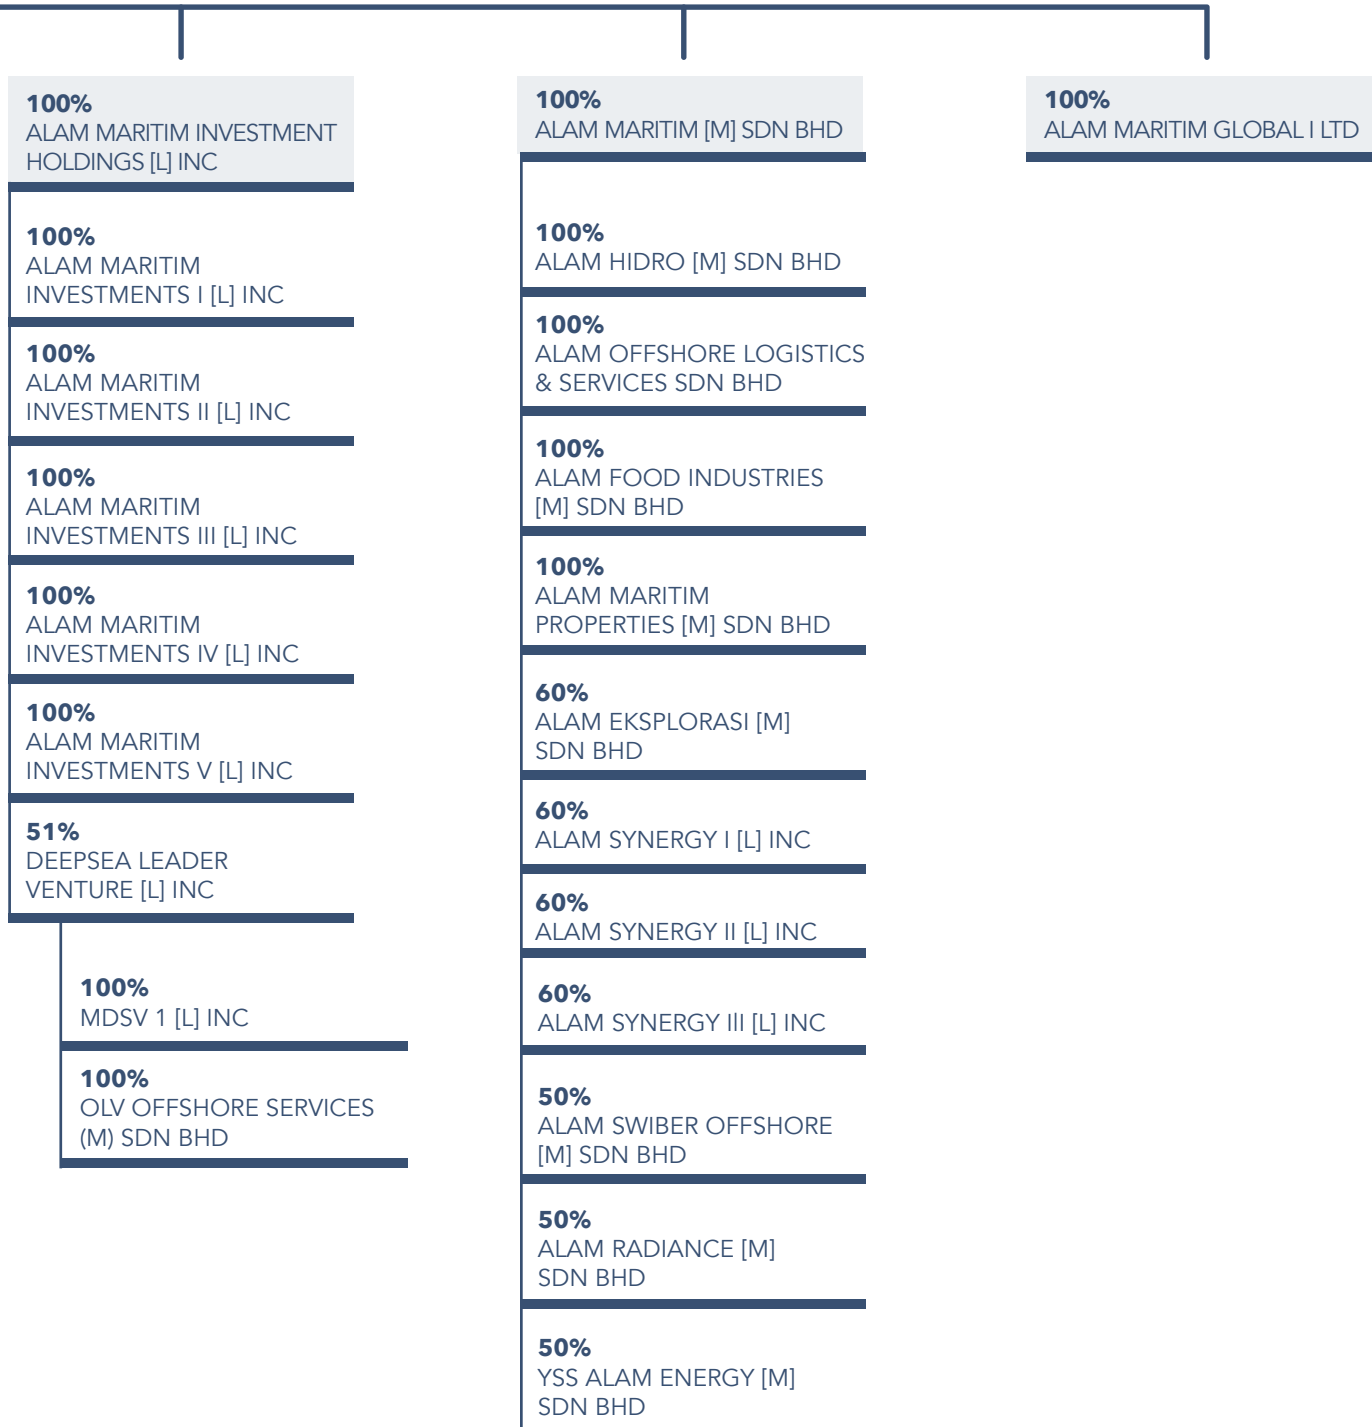 100%
ALAM MARITIM INVESTMENT
HOLDINGS [L] INC
100%
ALAM MARITIM
INVESTMENTS I [L] INC
100%
ALAM MARITIM
INVESTMENTS II [L] INC
100%
ALAM MARITIM
INVESTMENTS III [L] INC
100%
ALAM MARITIM
INVESTMENTS IV [L] INC
100%
ALAM MARITIM
INVESTMENTS V [L] INC
51%
DEEPSEA LEADER
VENTURE [L] INC
100%
MDSV 1 [L] INC
100%
OLV OFFSHORE SERVICES
(M) SDN BHD
100%
ALAM MARITIM [M] SDN BHD
100%
ALAM HIDRO [M] SDN BHD
100%
ALAM OFFSHORE LOGISTICS
& SERVICES SDN BHD
100%
ALAM FOOD INDUSTRIES
[M] SDN BHD
100%
ALAM MARITIM
PROPERTIES [M] SDN BHD
60%
ALAM EKSPLORASI [M]
SDN BHD
60%
ALAM SYNERGY I [L] INC
60%
ALAM SYNERGY II [L] INC
60%
ALAM SYNERGY IlI [L] INC
50%
ALAM SWIBER OFFSHORE
[M] SDN BHD
50%
ALAM RADIANCE [M]
SDN BHD
50%
YSS ALAM ENERGY [M]
SDN BHD
100%
ALAM MARITIM GLOBAL I LTD